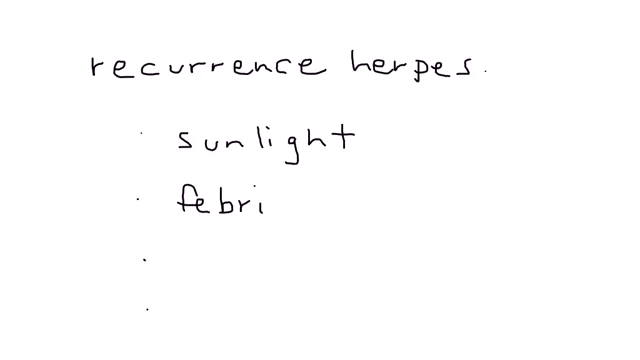 recurrence herpes.
· sunlight
· febri
·
·